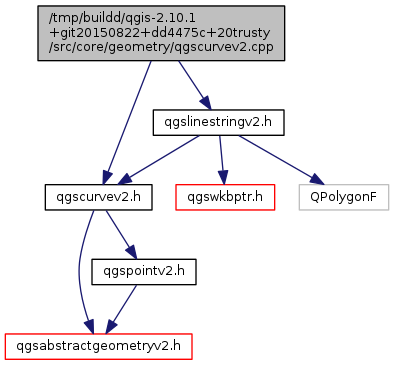 /tmp/buildd/qgis-2.10.1
+git20150822+dd4475c+20trusty
/src/core/geometry/qgscurvev2.cpp
qgslinestringv2.h
qgscurvev2.h
qgswkbptr.h
QPolygonF
qgspointv2.h
qgsabstractgeometryv2.h